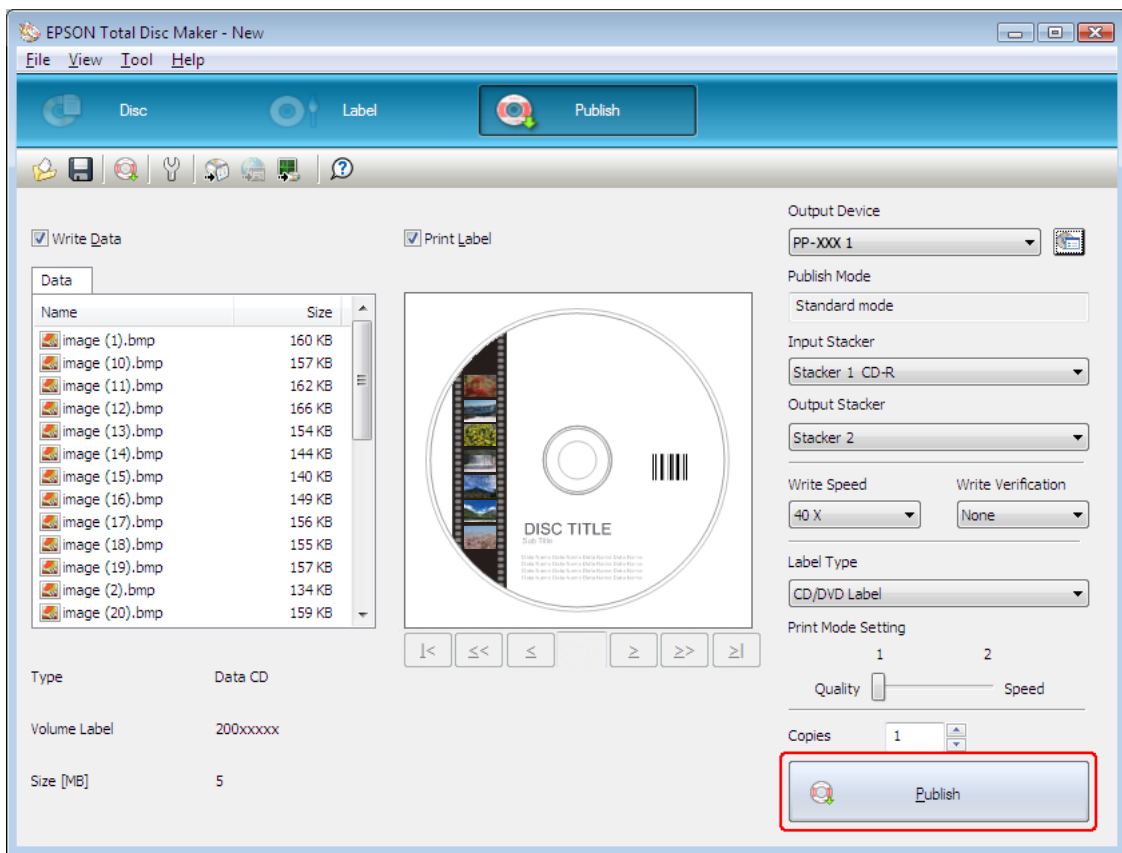 EPSON Total Disc Maker - New
File View Tool Help
Disc
Label
Publish
Write Data
Data
Name Size
image (1).bmp 160 KB
image (10).bmp 157 KB
image (11).bmp 162 KB
image (12).bmp 166 KB
image (13).bmp 154 KB
image (14).bmp 144 KB
image (15).bmp 140 KB
image (16).bmp 149 KB
image (17).bmp 156 KB
image (18).bmp 155 KB
image (19).bmp 157 KB
image (2).bmp 134 KB
image (20).bmp 159 KB
Type Data CD
Volume Label 200xxxxx
Size [MB] 5
Print Label
DISC TITLE
Sub Title
|< << < > >> >|
Output Device
PP-XXX 1
Publish Mode
Standard mode
Input Stacker
Stacker 1 CD-R
Output Stacker
Stacker 2
Write Speed Write Verification
40 X None
Label Type
CD/DVD Label
Print Mode Setting
1 2
Quality Speed
Copies 1
Publish